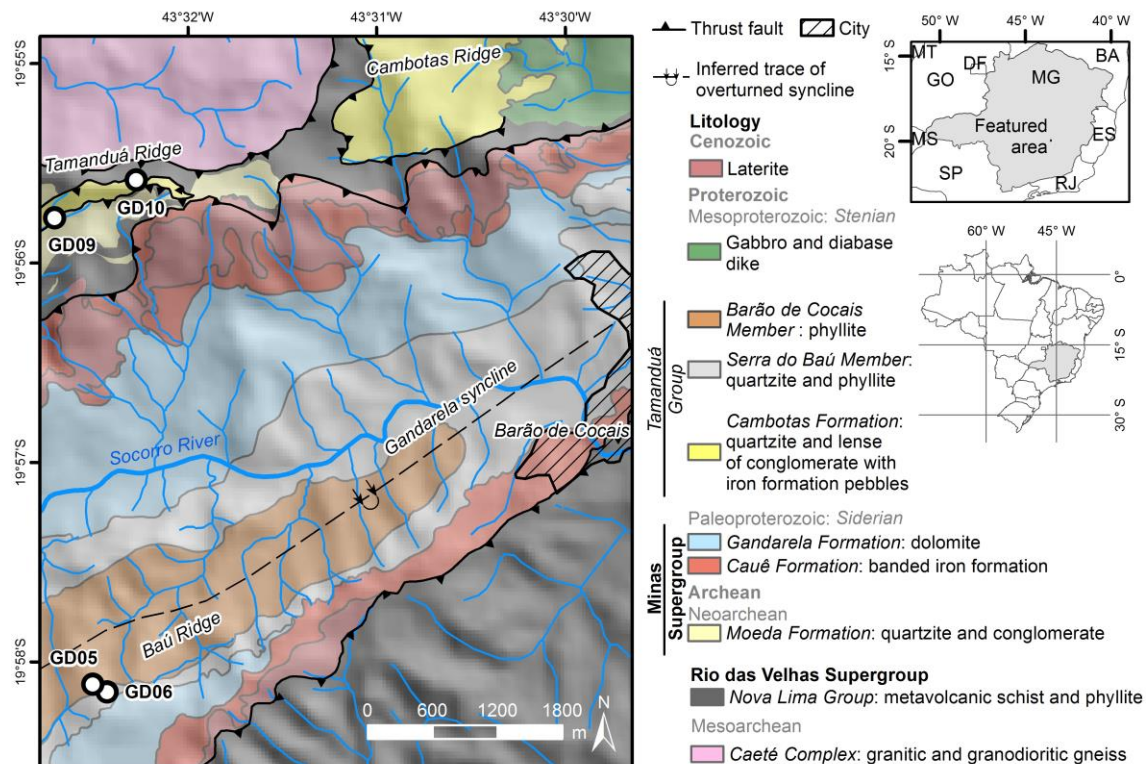 43°32'W
43°31'W
43°30'W
19°55'S
19°56'S
19°57'S
19°58'S
Cambotas Ridge
Tamanduá Ridge
GD10
GD09
Socorro River
Gandarela syncline
Barão de Cocais
Baú Ridge
GD05
GD06
0 600 1200 1800
m
N
Thrust fault
City
Inferred trace of
overturned syncline
Litology
Cenozoic
Laterite
Proterozoic
Mesoproterozoic: Stenian
Gabbro and diabase
dike
Tamanduá
Group
Barão de Cocais
Member : phyllite
Serra do Baú Member:
quartzite and phyllite
Cambotas Formation:
quartzite and lense
of conglomerate with
iron formation pebbles
Paleoproterozoic: Siderian
Minas
Supergroup
Gandarela Formation: dolomite
Cauê Formation: banded iron formation
Archean
Neoarchean
Moeda Formation: quartzite and conglomerate
Rio das Velhas Supergroup
Nova Lima Group: metavolcanic schist and phyllite
Mesoarchean
Caeté Complex: granitic and granodioritic gneiss
50° W
45° W
40° W
15° S
20° S
MT
DF
BA
GO
MG
MS
Featured
area
ES
SP
RJ
60° W
45° W
0°
15° S
30°S